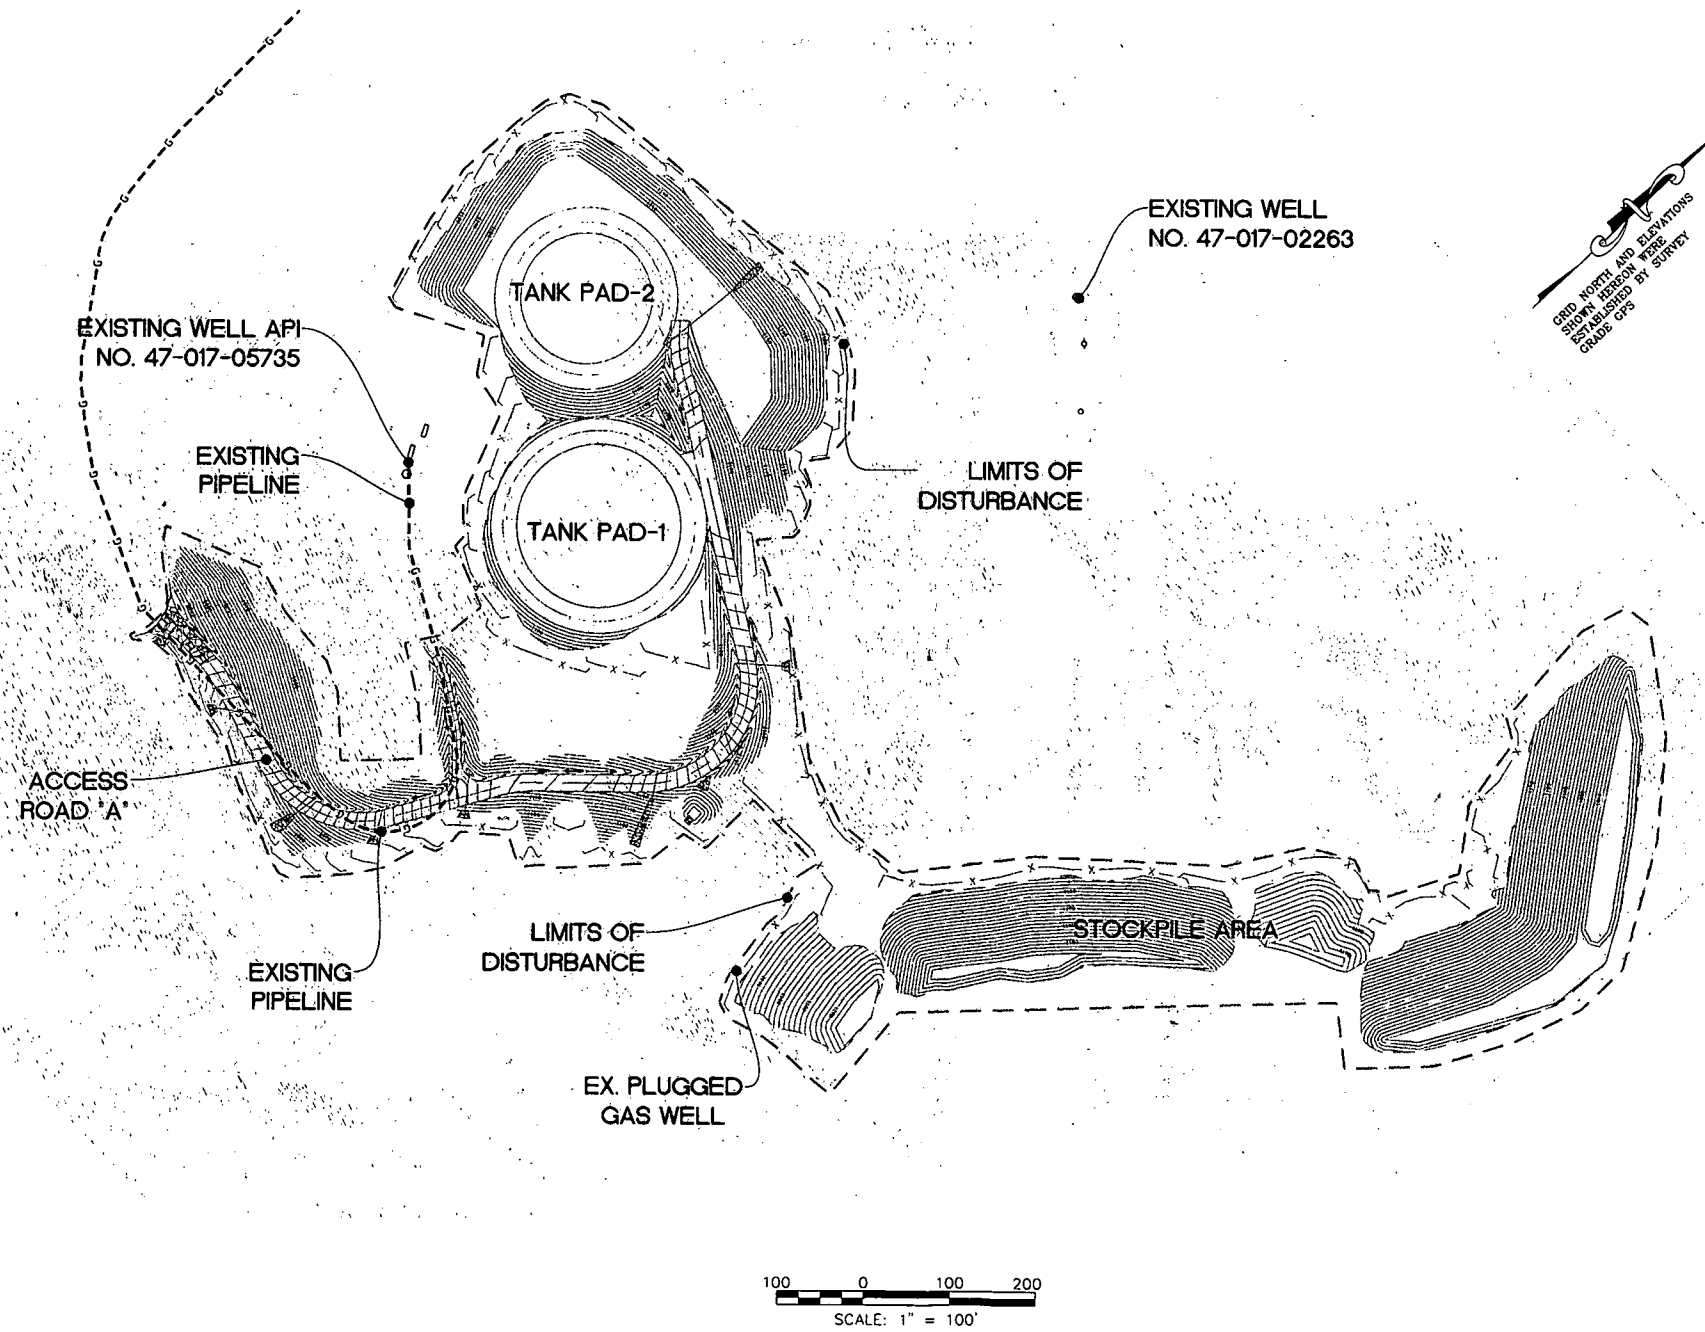 EXISTING WELL
NO. 47-017-02263
GRID NORTH AND ELEVATIONS
SHOWN HEREON WERE
ESTABLISHED BY SURVEY
GRADE GPS
TANK PAD-2
EXISTING WELL API
NO. 47-017-05735
EXISTING
PIPELINE
LIMITS OF
DISTURBANCE
TANK PAD-1
ACCESS
ROAD "A"
STOCKPILE AREA
LIMITS OF
DISTURBANCE
EXISTING
PIPELINE
EX. PLUGGED
GAS WELL
100 0 100 200
SCALE: 1" = 100'